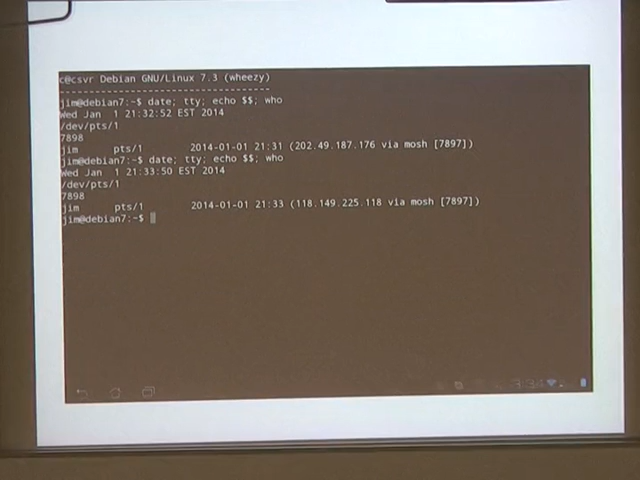 c@csvr Debian GNU/Linux 7.3 (wheezy)
------------------------------------
jim@debian7:~$ date; tty; echo $$; who
Wed Jan  1 21:32:52 EST 2014
/dev/pts/1
7898
jim      pts/1        2014-01-01 21:31 (202.49.187.176 via mosh [7897])
jim@debian7:~$ date; tty; echo $$; who
Wed Jan  1 21:33:50 EST 2014
/dev/pts/1
7898
jim      pts/1        2014-01-01 21:33 (118.149.225.118 via mosh [7897])
jim@debian7:~$
3:34